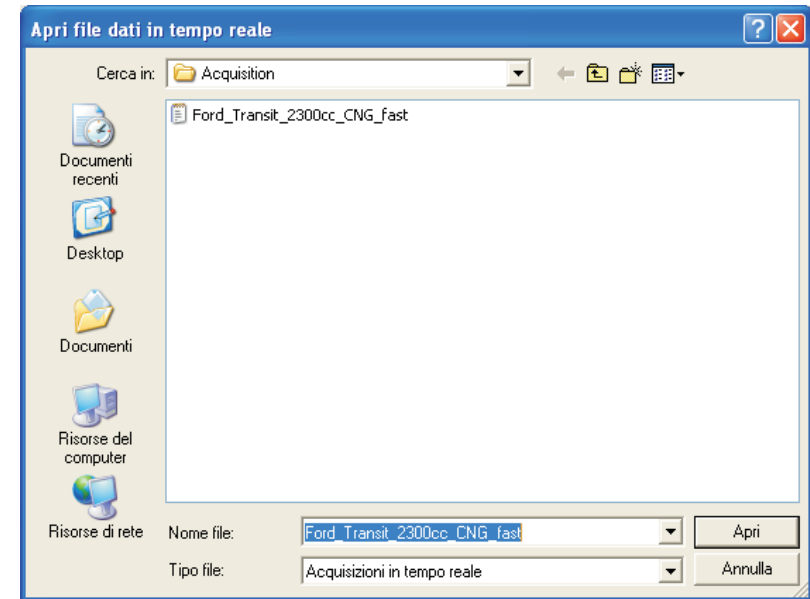 Apri file dati in tempo reale
Cerca in: Acquisition
Ford_Transit_2300cc_CNG_fast
Documenti
recenti
Desktop
Documenti
Risorse del
computer
Risorse di rete
Nome file: Ford_Transit_2300cc_CNG_fast Apri
Tipo file: Acquisizioni in tempo reale Annulla